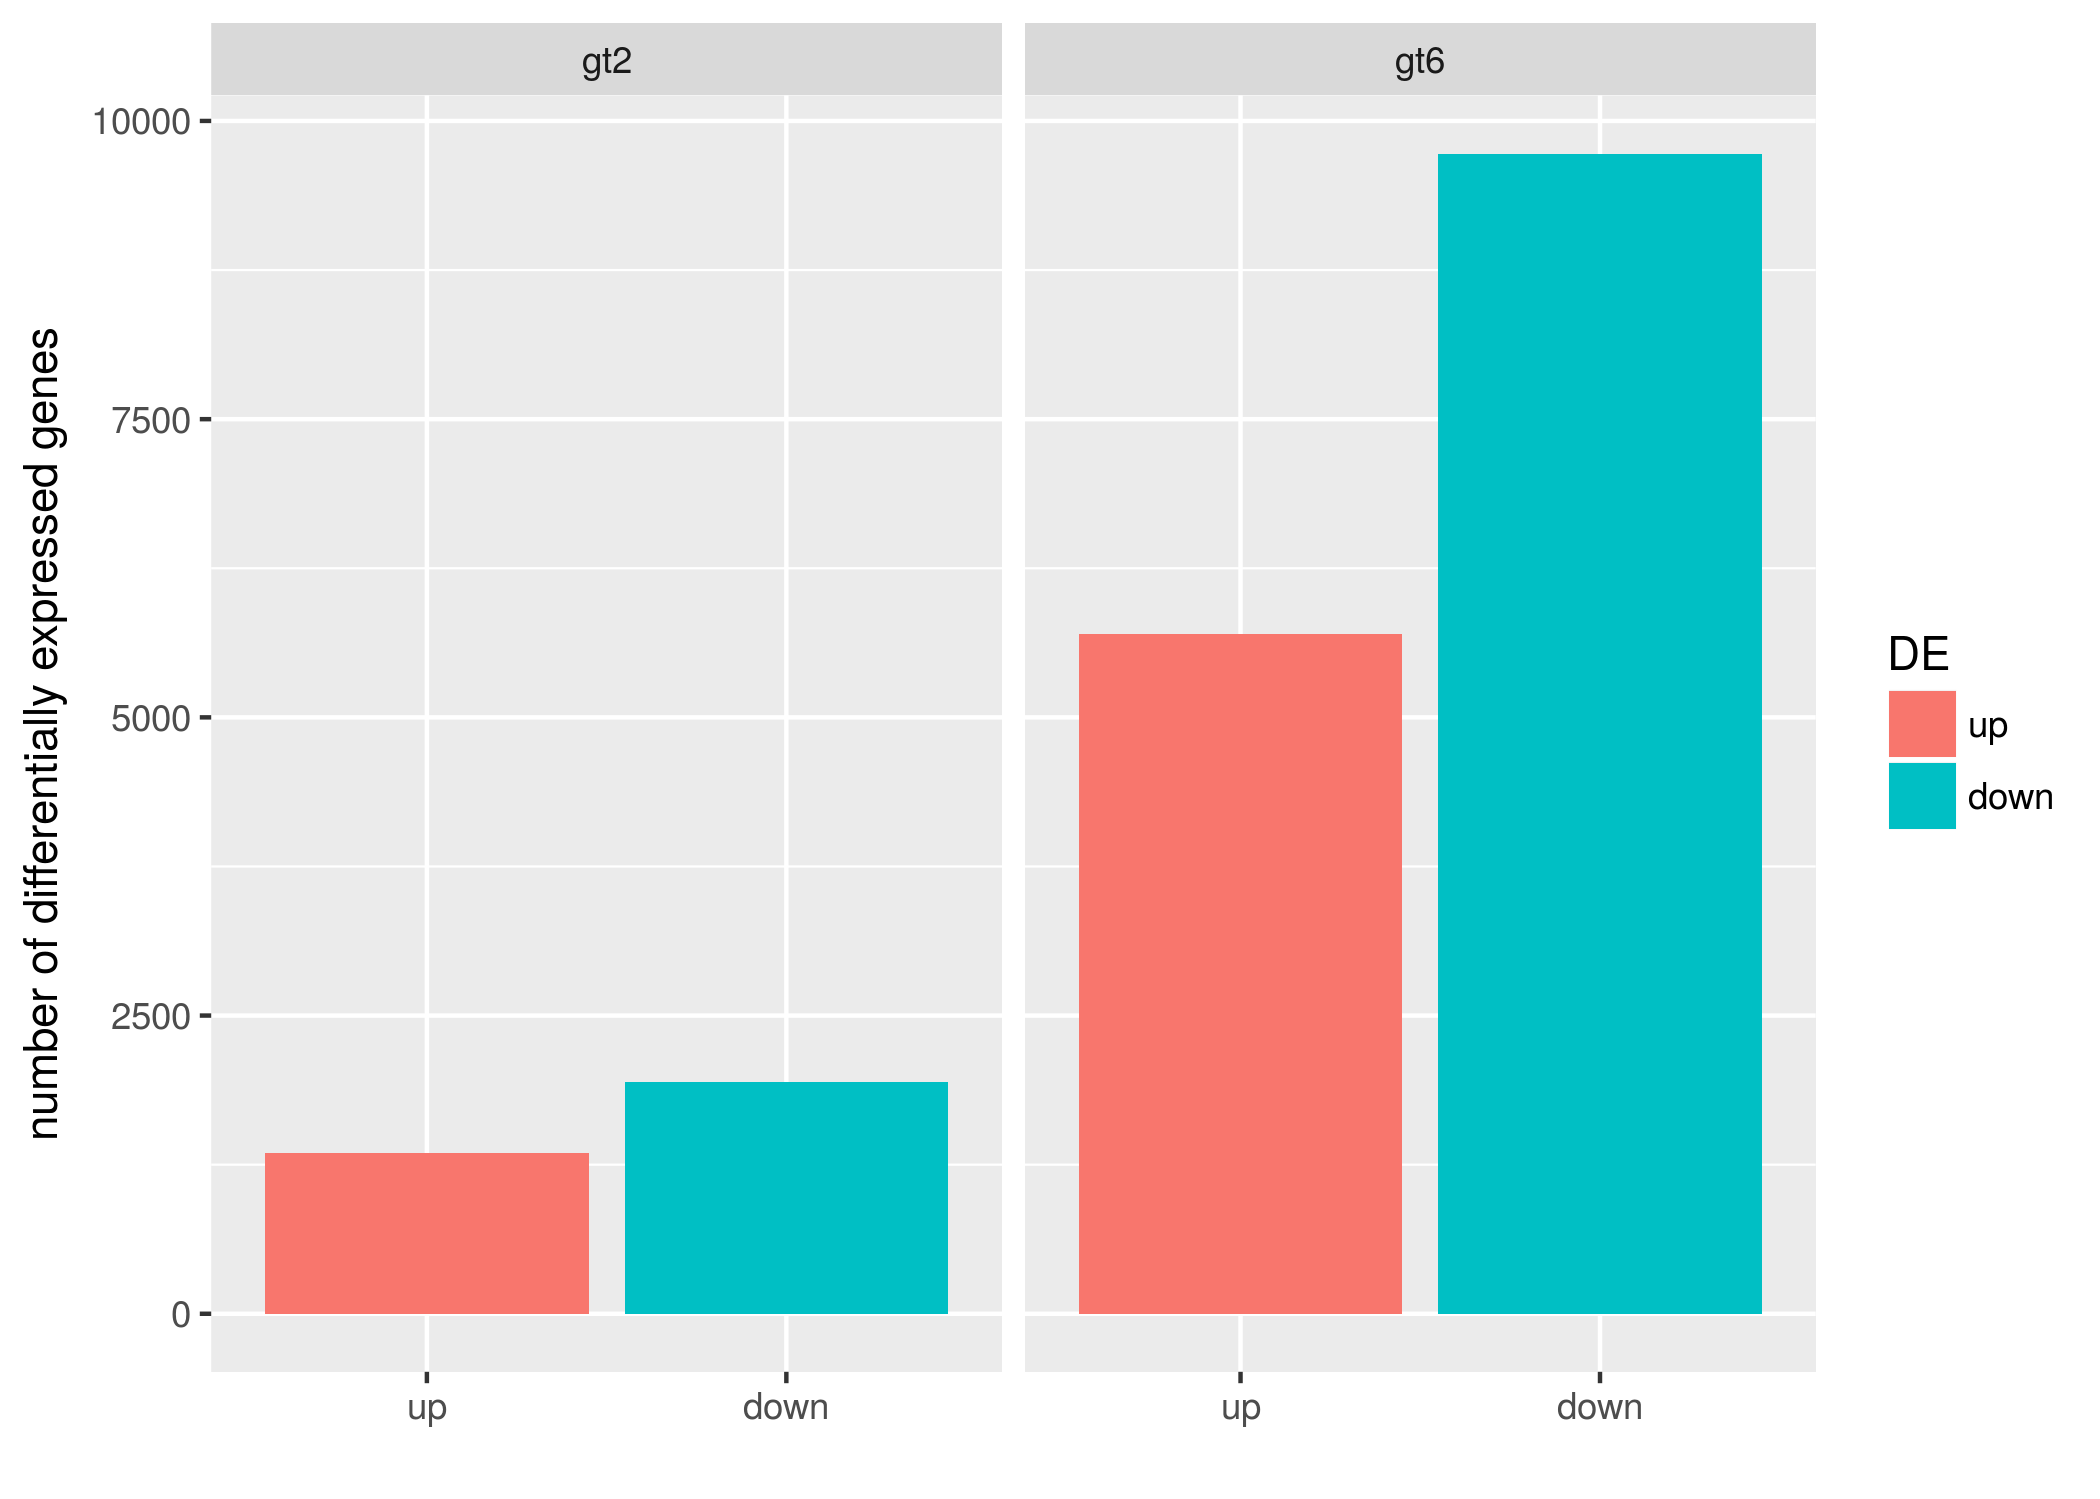 gt2
gt6
number of differentially expressed genes
10000
7500
5000
2500
0
up
down
up
down
DE
up
down